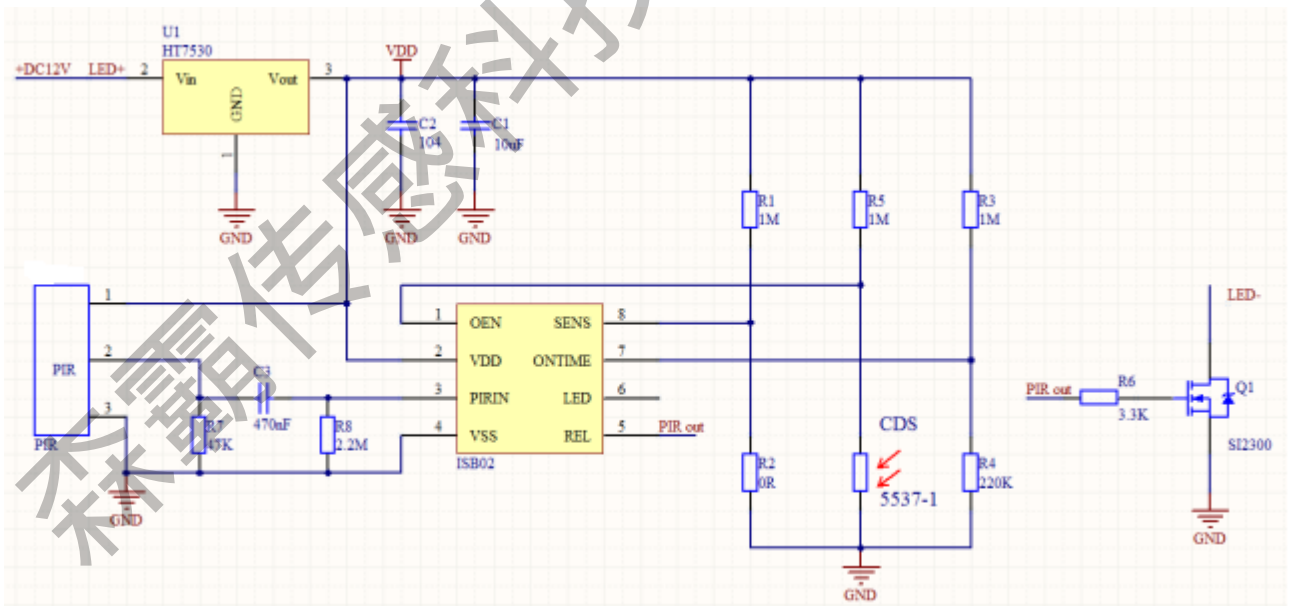 U1
HT7530
+DC12V LED+ 2 Vin Vout 3
GND
1
GND
VDD
C2
104
C1
10uF
GND
GND
R1
1M
R5
1M
R3
1M
PIR
1
2
3
PIR
C3
470nF
R7
45K
R8
2.2M
GND
1 OEN SENS 8
2 VDD ONTIME 7
3 PIRIN LED 6
4 VSS REL 5 PIR out
ISB02
CDS
5537-1
R2
0R
R4
220K
GND
LED-
PIR out
R6
3.3K
Q1
SI2300
GND
森霸传感科技